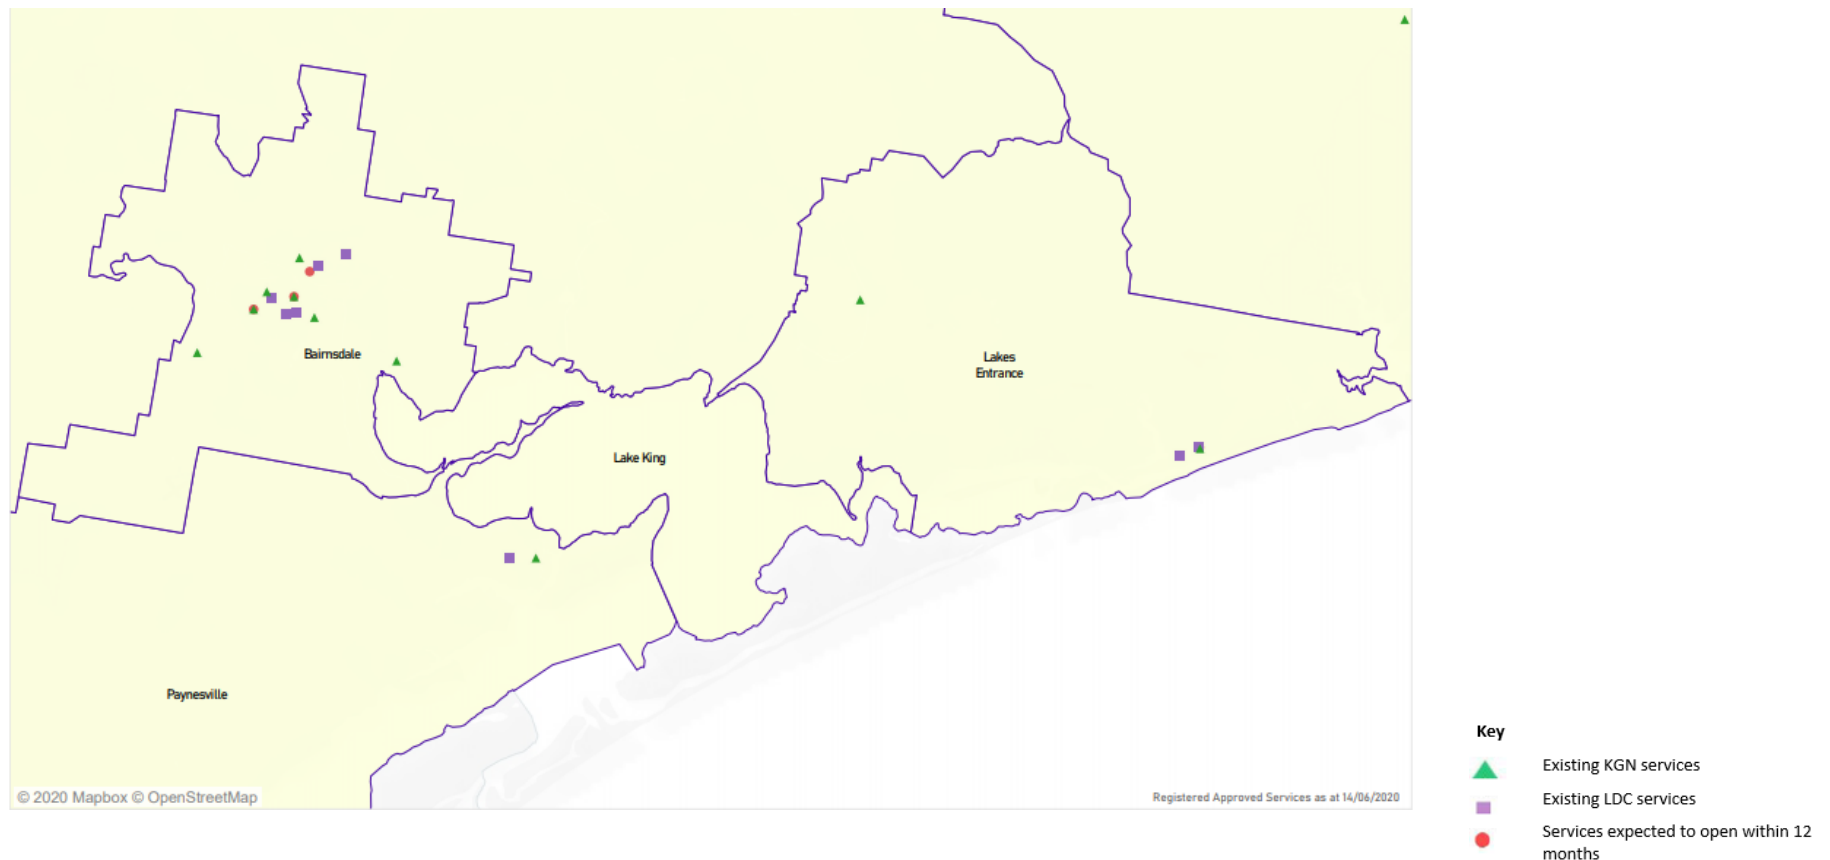 Bairnsdale
Lakes
Entrance
Lake King
Paynesville
© 2020 Mapbox © OpenStreetMap
Registered Approved Services as at 14/06/2020
Key
Existing KGN services
Existing LDC services
Services expected to open within 12
months